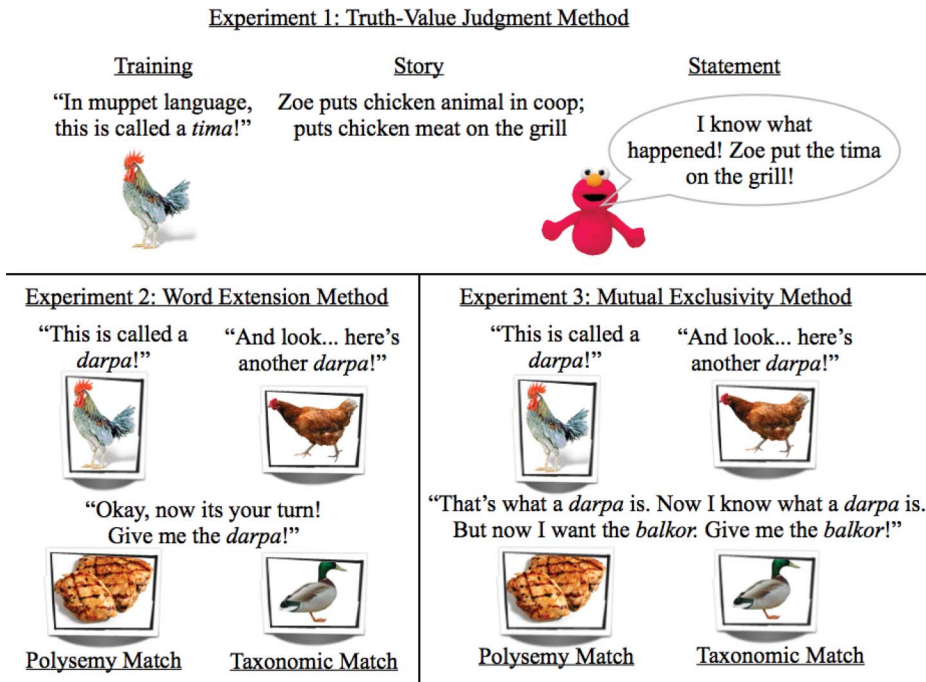 Experiment 1: Truth-Value Judgment Method
Training
“In muppet language,
this is called a tima!”
Story
Zoe puts chicken animal in coop;
puts chicken meat on the grill
Statement
I know what
happened! Zoe put the tima
on the grill!
Experiment 2: Word Extension Method
“This is called a
darpa!”
“And look... here’s
another darpa!”
“Okay, now its your turn!
Give me the darpa!”
Polysemy Match
Taxonomic Match
Experiment 3: Mutual Exclusivity Method
“This is called a
darpa!”
“And look... here’s
another darpa!”
“That’s what a darpa is. Now I know what a darpa is.
But now I want the balkor. Give me the balkor!”
Polysemy Match
Taxonomic Match